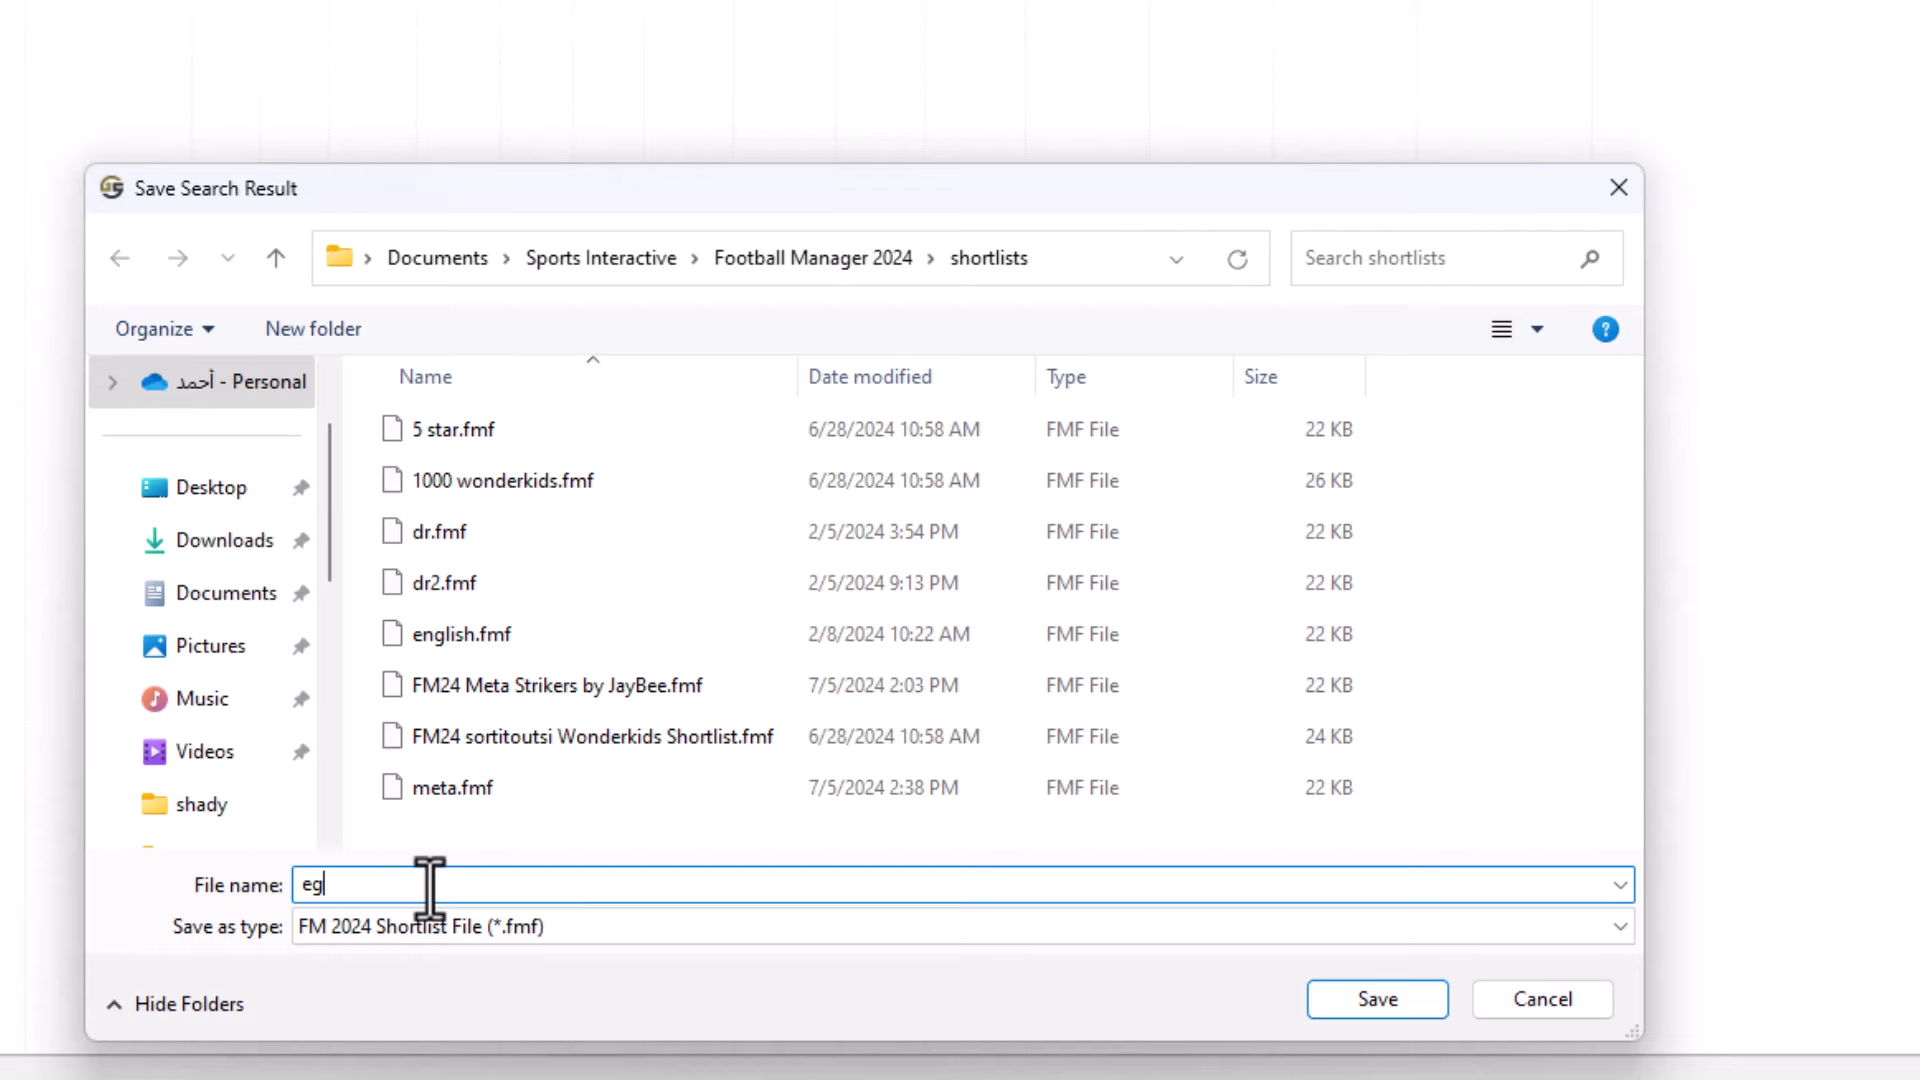 Save Search Result
Documents Sports Interactive Football Manager 2024 shortlists
Search shortlists
Organize New folder
أحمد - Personal
Name Date modified Type Size
5 star.fmf 6/28/2024 10:58 AM FMF File 22 KB
1000 wonderkids.fmf 6/28/2024 10:58 AM FMF File 26 KB
dr.fmf 2/5/2024 3:54 PM FMF File 22 KB
dr2.fmf 2/5/2024 9:13 PM FMF File 22 KB
english.fmf 2/8/2024 10:22 AM FMF File 22 KB
FM24 Meta Strikers by JayBee.fmf 7/5/2024 2:03 PM FMF File 22 KB
FM24 sortitoutsi Wonderkids Shortlist.fmf 6/28/2024 10:58 AM FMF File 24 KB
meta.fmf 7/5/2024 2:38 PM FMF File 22 KB
Desktop
Downloads
Documents
Pictures
Music
Videos
shady
File name: eg
Save as type: FM 2024 Shortlist File (*.fmf)
Hide Folders
Save Cancel